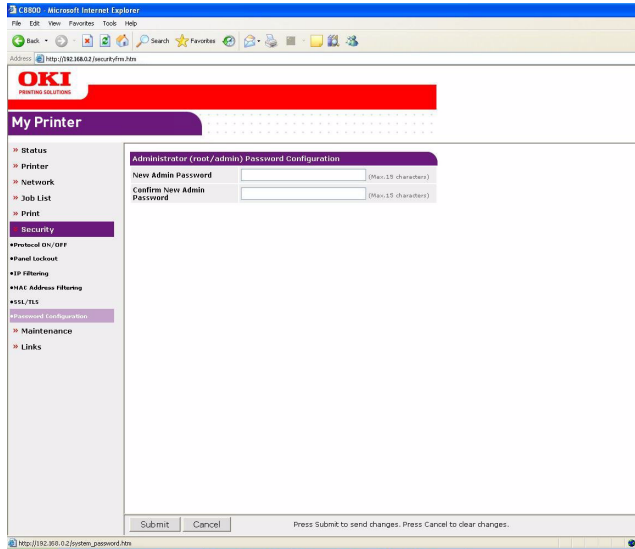 C8800 - Microsoft Internet Explorer
File Edit View Favorites Tools Help
Back Search Favorites
Address http://192.168.0.2/securityfrm.htm
OKI
PRINTING SOLUTIONS
My Printer
» Status
» Printer
» Network
» Job List
» Print
Security
•Protocol ON/OFF
•Panel Lockout
•IP Filtering
•MAC Address Filtering
•SSL/TLS
•Password Configuration
» Maintenance
» Links
Administrator (root/admin) Password Configuration
New Admin Password (Max.15 characters)
Confirm New Admin Password (Max.15 characters)
Submit Cancel Press Submit to send changes. Press Cancel to clear changes.
http://192.168.0.2/system_password.htm